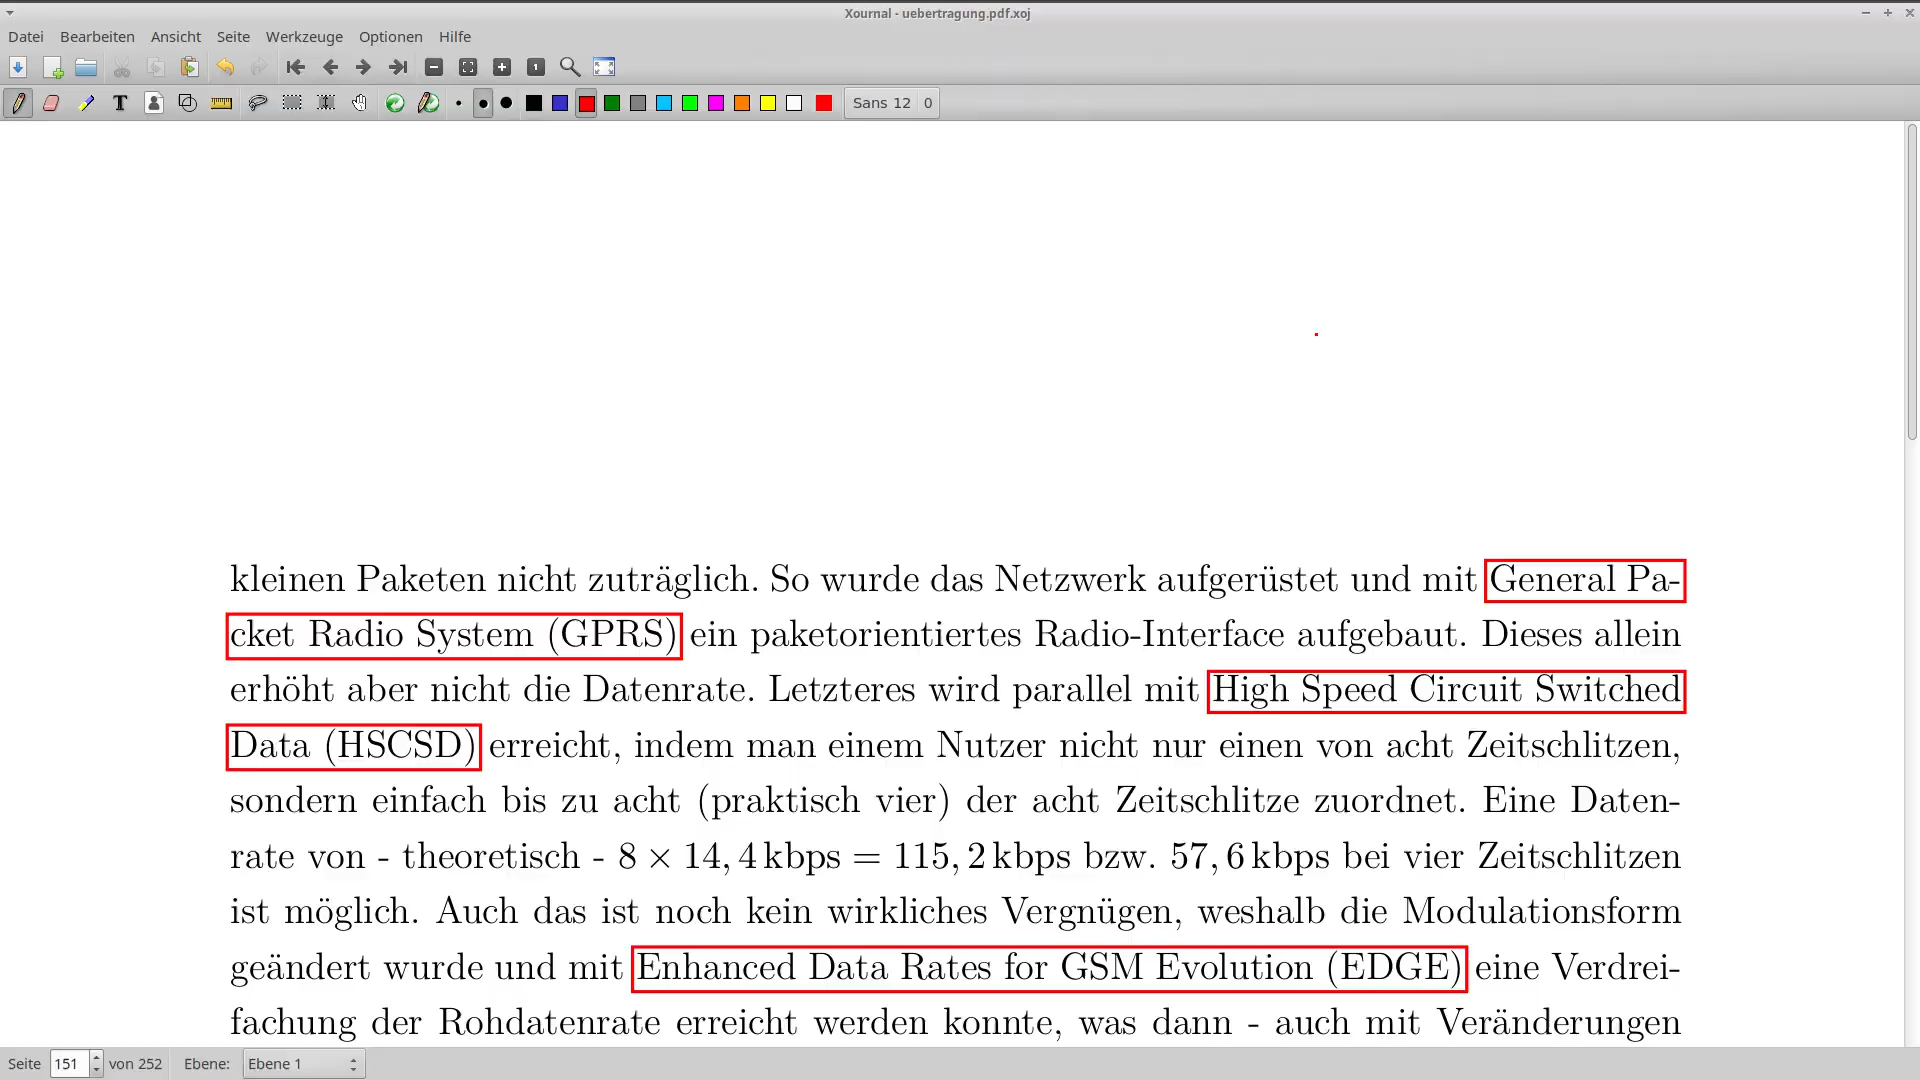 Xournal - uebertragung.pdf.xoj
Datei Bearbeiten Ansicht Seite Werkzeuge Optionen Hilfe
Sans 12 0
kleinen Paketen nicht zuträglich. So wurde das Netzwerk aufgerüstet und mit General Pa-
cket Radio System (GPRS) ein paketorientiertes Radio-Interface aufgebaut. Dieses allein
erhöht aber nicht die Datenrate. Letzteres wird parallel mit High Speed Circuit Switched
Data (HSCSD) erreicht, indem man einem Nutzer nicht nur einen von acht Zeitschlitzen,
sondern einfach bis zu acht (praktisch vier) der acht Zeitschlitze zuordnet. Eine Daten-
rate von - theoretisch - 8 × 14, 4 kbps = 115, 2 kbps bzw. 57, 6 kbps bei vier Zeitschlitzen
ist möglich. Auch das ist noch kein wirkliches Vergnügen, weshalb die Modulationsform
geändert wurde und mit Enhanced Data Rates for GSM Evolution (EDGE) eine Verdrei-
fachung der Rohdatenrate erreicht werden konnte, was dann - auch mit Veränderungen
Seite 151 von 252 Ebene: Ebene 1